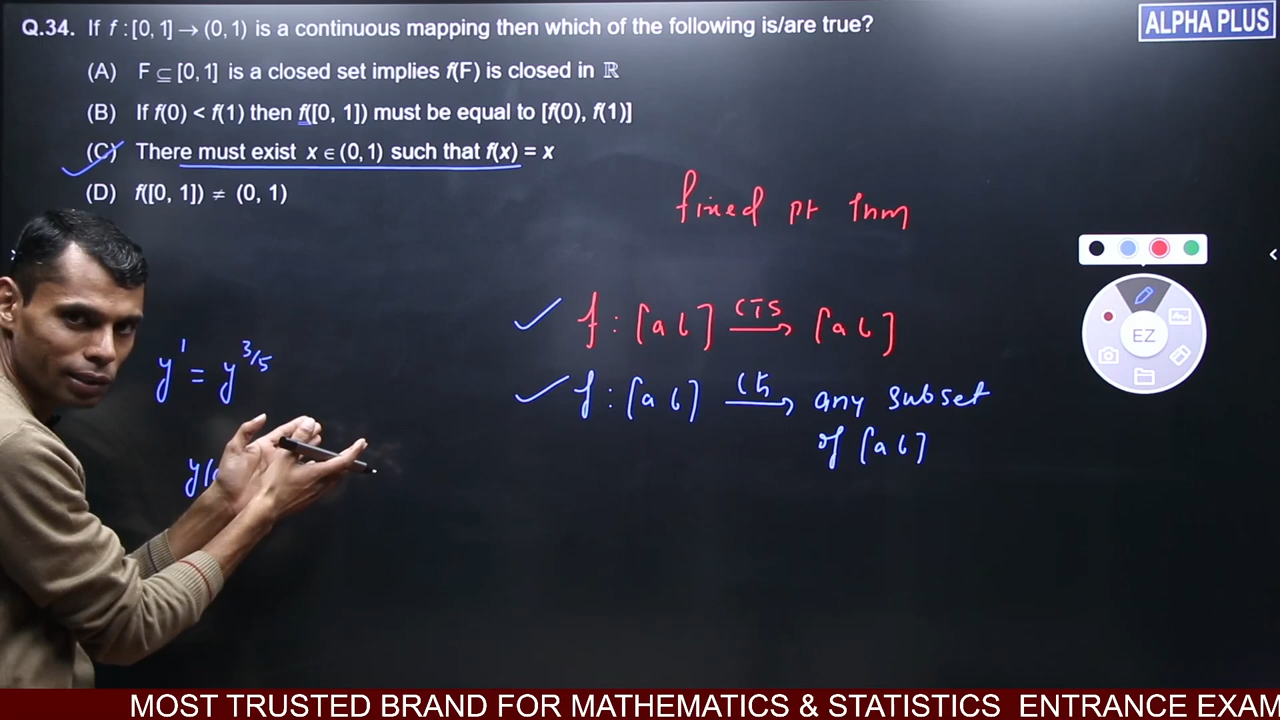 Q.34. If f : [0, 1] → (0, 1) is a continuous mapping then which of the following is/are true?
ALPHA PLUS
(A) F ⊆ [0, 1] is a closed set implies f(F) is closed in ℝ
(B) If f(0) < f(1) then f([0, 1]) must be equal to [f(0), f(1)]
(C) There must exist x ∈ (0, 1) such that f(x) = x
(D) f([0, 1]) ≠ (0, 1)
fixed pt
f : [a b] CTS → [a b]
y' = y^3/5
f : [a b] → any subset
of [a b]
EZ
MOST TRUSTED BRAND FOR MATHEMATICS & STATISTICS ENTRANCE EXAM